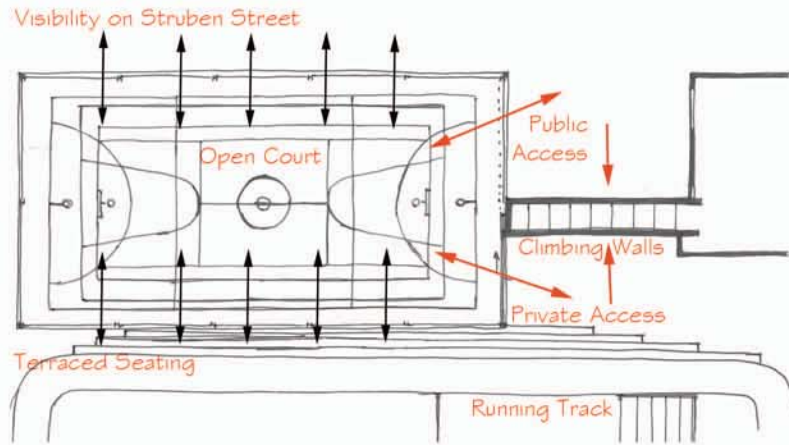 Visibility on Struben Street
Public
Access
Open Court
Climbing Walls
Private Access
Terraced Seating
Running Track